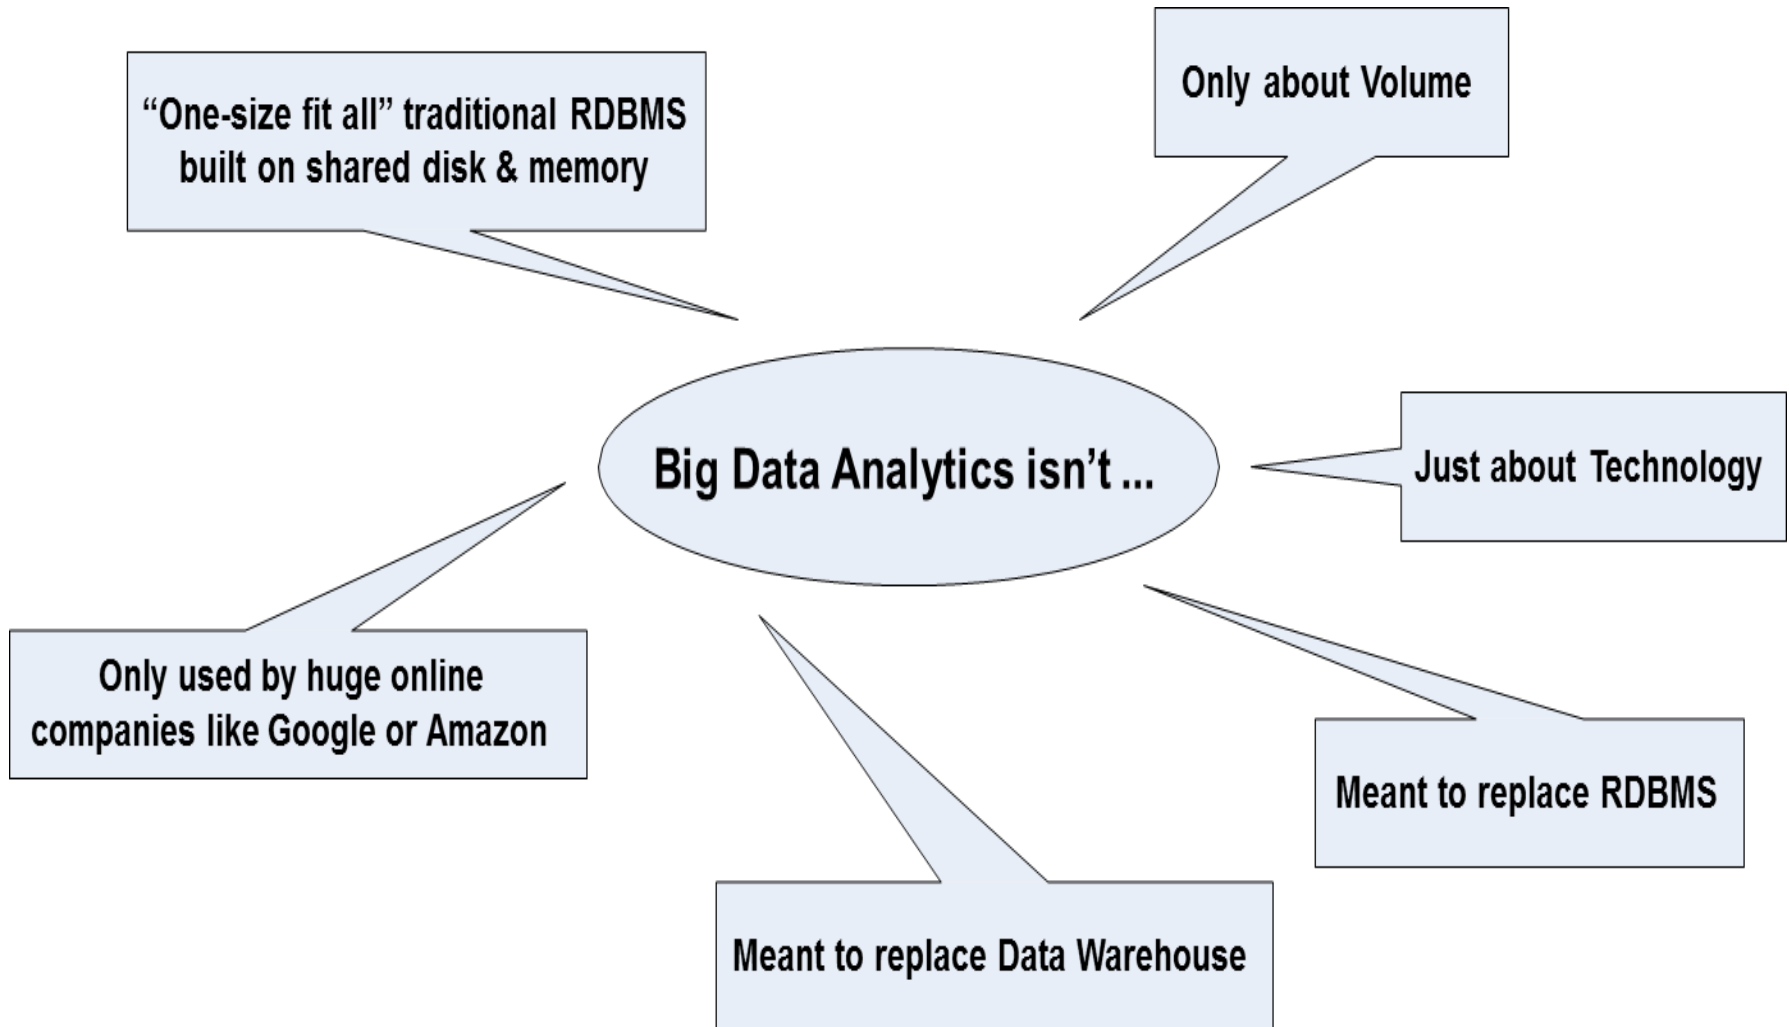 Only about Volume
“One-size fit all” traditional RDBMS
built on shared disk & memory
Big Data Analytics isn’t ...
Just about Technology
Only used by huge online
companies like Google or Amazon
Meant to replace RDBMS
Meant to replace Data Warehouse